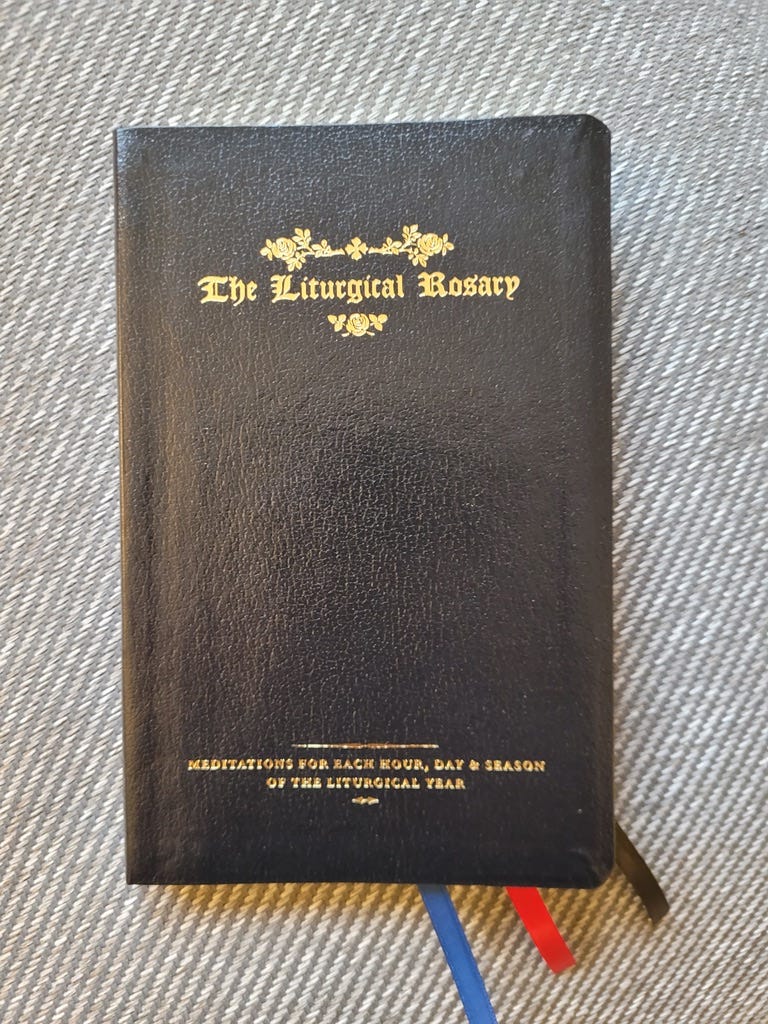 The Liturgical Rosary
MEDITATIONS FOR EACH HOUR, DAY & SEASON
OF THE LITURGICAL YEAR